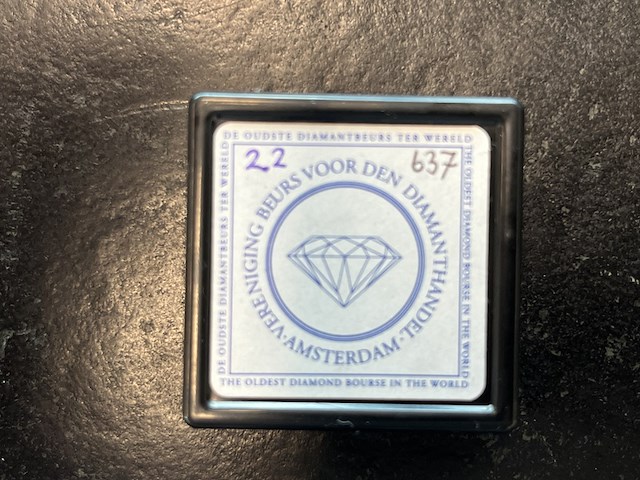 DE OUDSTE DIAMANTBEURS TER WERELD
22
637
VERENIGING BEURS VOOR DEN DIAMANTHANDEL
· AMSTERDAM ·
DE OUDSTE DIAMANTBEURS TER WERELD
THE OLDEST DIAMOND BOURSE IN THE WORLD
THE OLDEST DIAMOND BOURSE IN THE WORLD